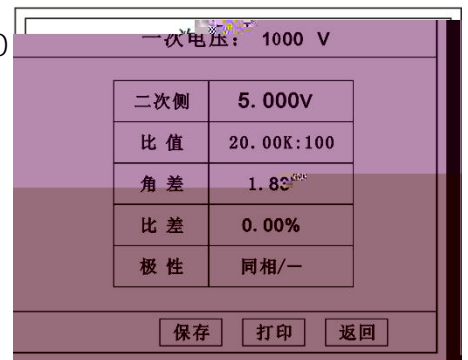 一次电压： 1000 V
二次侧 5.000V
比 值 20.00K:100
角 差
比 差 0.00%
极 性 同相/—
保存 打印 返回